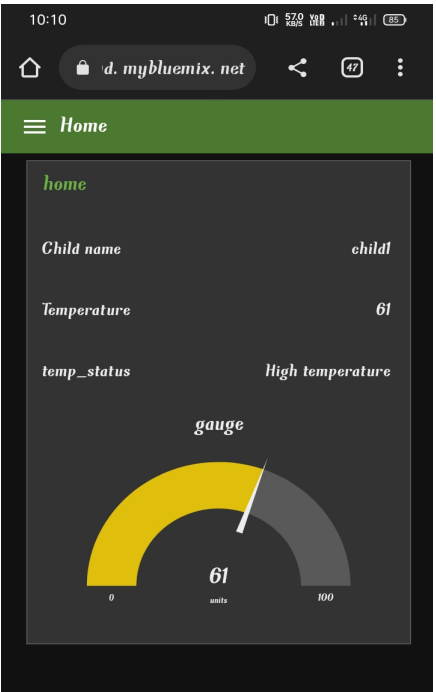 10:10
57.0 KB/S
4G
85
d. mybluemix. net
47
Home
home
Child name child1
Temperature 61
temp_status High temperature
gauge
61
units
0 100